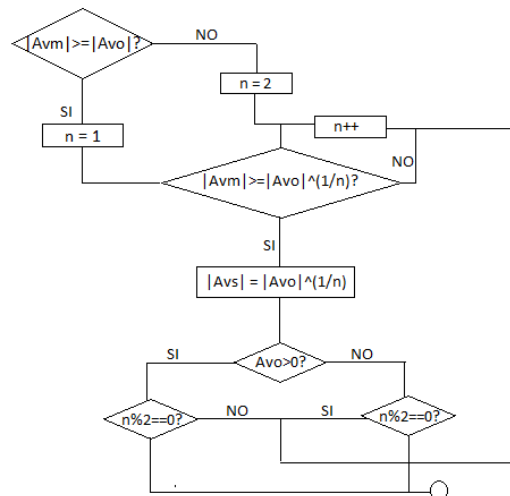 |Avm|>=|Avo|?
NO
SI
n = 2
n = 1
n++
|Avm|>=|Avo|^(1/n)?
NO
SI
|Avs| = |Avo|^(1/n)
SI
Avo>0?
NO
n%2==0?
NO
SI
n%2==0?